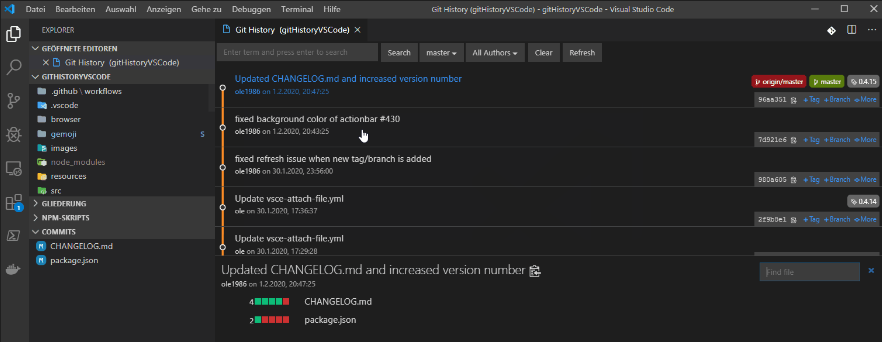 Datei Bearbeiten Auswahl Anzeigen Gehe zu Debuggen Terminal Hilfe Git History (gitHistoryVSCode) - gitHistoryVSCode - Visual Studio Code
EXPLORER
GEÖFFNETE EDITOREN
Git History (gitHistoryVSCode)
GITHISTORYVSCODE
.github \ workflows
.vscode
browser
gemoji S
images
node_modules
resources
src
GLIEDERUNG
NPM-SKRIPTS
COMMITS
CHANGELOG.md
package.json
1
Git History (gitHistoryVSCode)
Enter term and press enter to search Search master All Authors Clear Refresh
Updated CHANGELOG.md and increased version number origin/master master 0.4.15
ole1986 on 1.2.2020, 20:47:25
96aa351 +Tag +Branch More
fixed background color of actionbar #430
ole1986 on 1.2.2020, 20:43:25
7d921e6 +Tag +Branch More
fixed refresh issue when new tag/branch is added
ole1986 on 30.1.2020, 23:56:00
980a605 +Tag +Branch More
Update vsce-attach-file.yml 0.4.14
ole on 30.1.2020, 17:36:37
2f9b0e1 +Tag +Branch More
Update vsce-attach-file.yml
ole on 30.1.2020, 17:29:28
Updated CHANGELOG.md and increased version number
Find file
ole1986 on 1.2.2020, 20:47:25
4 CHANGELOG.md
2 package.json